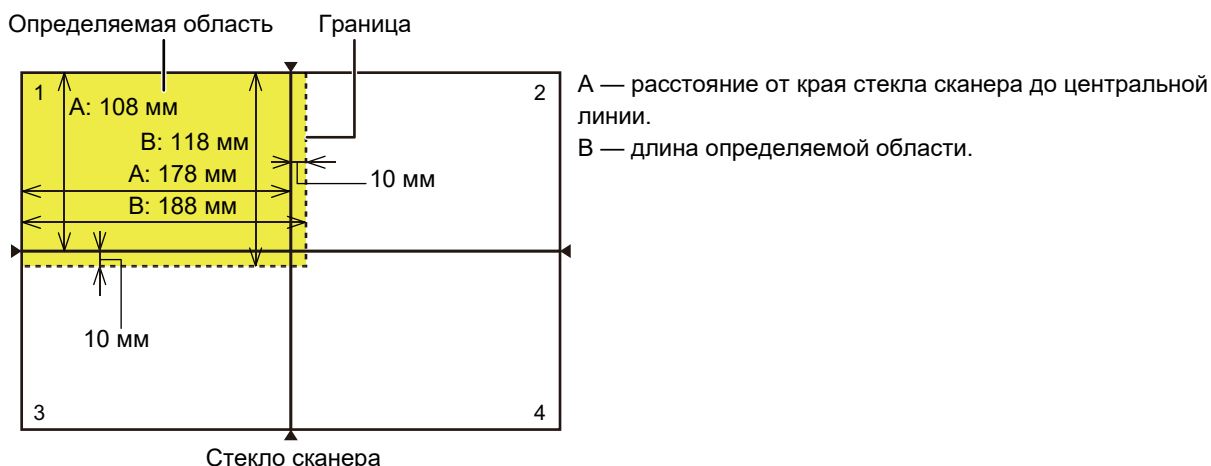 Определяемая область
Граница
1
2
A: 108 мм
B: 118 мм
A: 178 мм
B: 188 мм
10 мм
10 мм
3
4
Стекло сканера
A — расстояние от края стекла сканера до центральной
линии.
B — длина определяемой области.